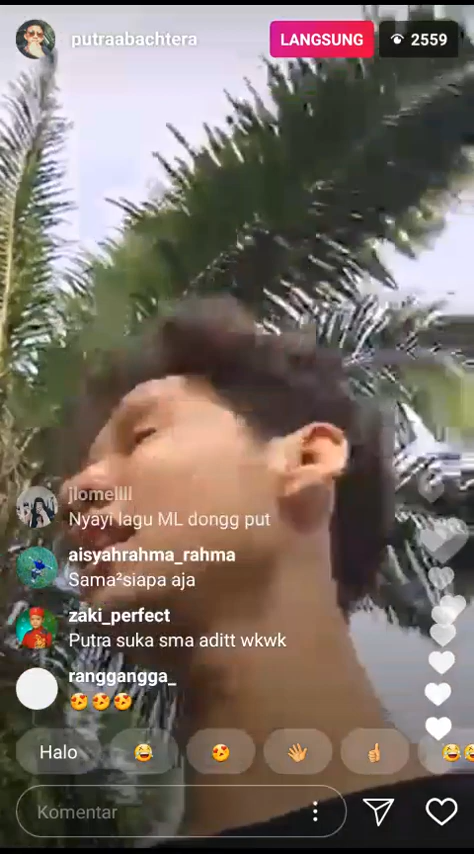 putraabachtera
LANGSUNG
2559
jlomellll
Nyayi lagu ML dongg put
aisyahrahma_rahma
Sama²siapa aja
zaki_perfect
Putra suka sma aditt wkwk
ranggangga_
😍😍😍
Halo
Komentar